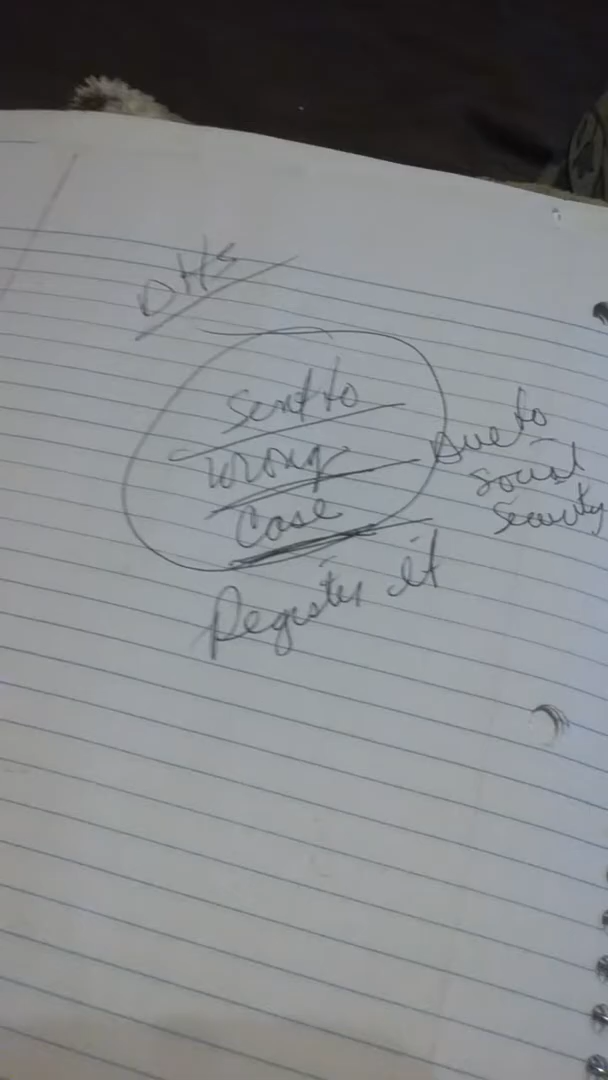 DHS
Sent to
wrong
Case
Due to
Social
Security
Register it